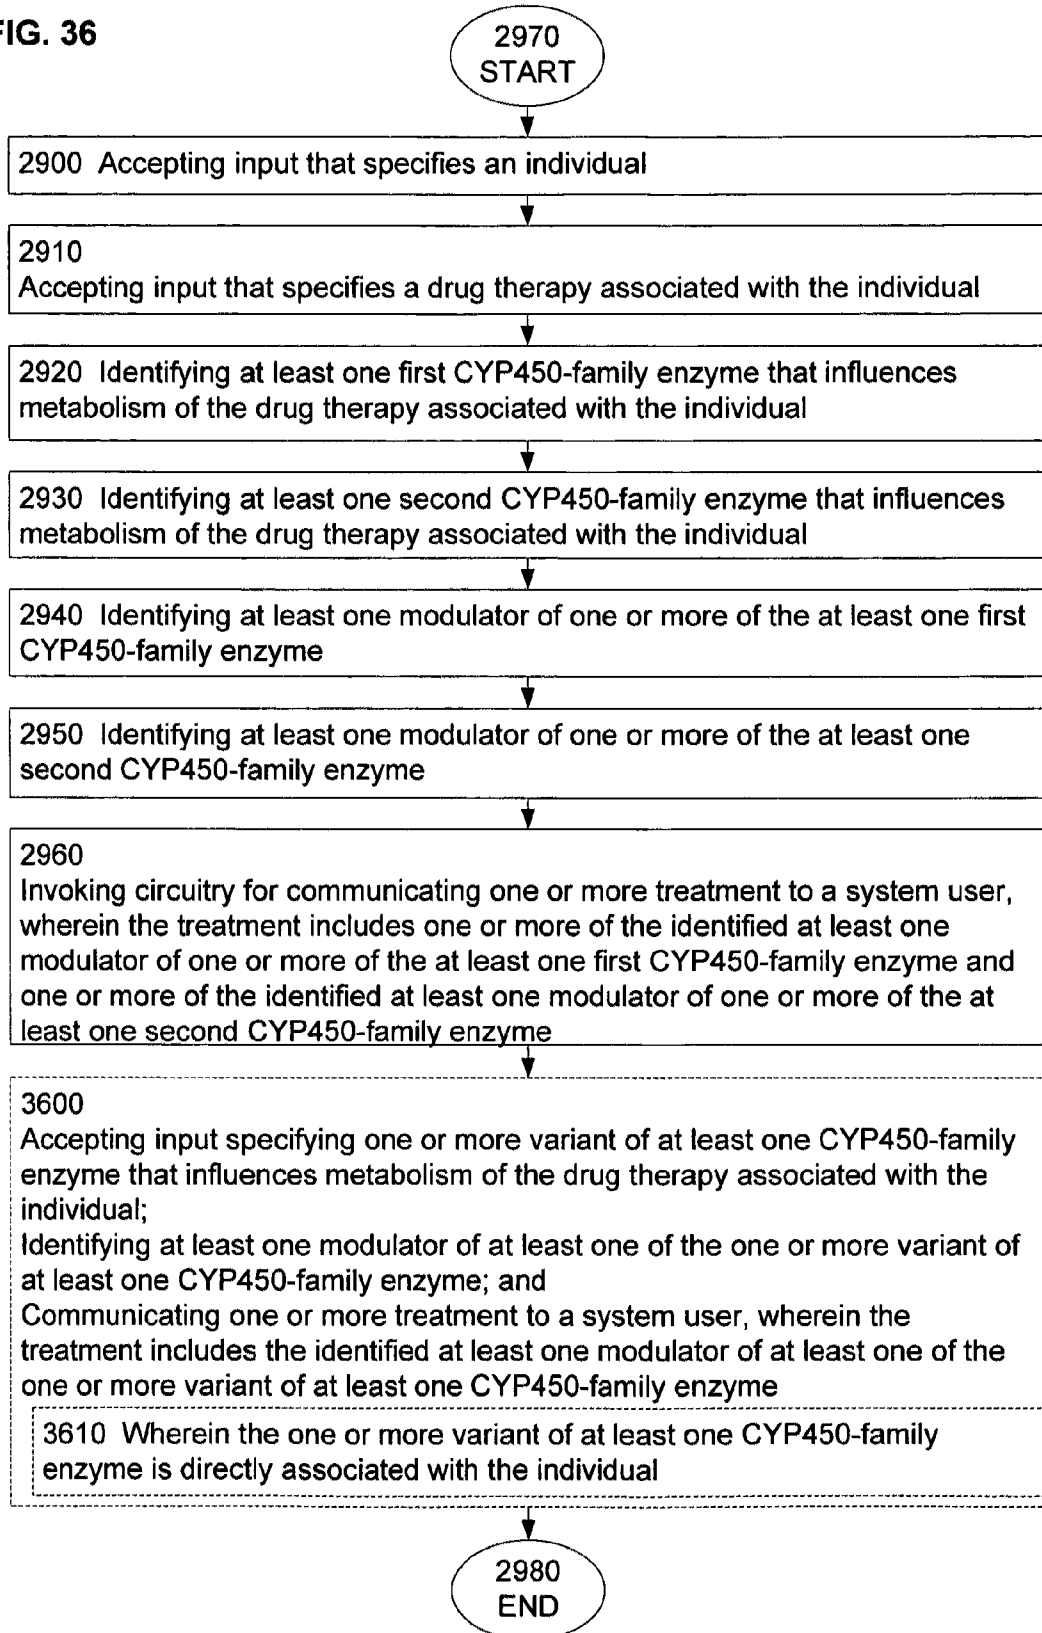 FIG. 36
2970
START
2900 Accepting input that specifies an individual
2910
Accepting input that specifies a drug therapy associated with the individual
2920 Identifying at least one first CYP450-family enzyme that influences
metabolism of the drug therapy associated with the individual
2930 Identifying at least one second CYP450-family enzyme that influences
metabolism of the drug therapy associated with the individual
2940 Identifying at least one modulator of one or more of the at least one first
CYP450-family enzyme
2950 Identifying at least one modulator of one or more of the at least one
second CYP450-family enzyme
2960
Invoking circuitry for communicating one or more treatment to a system user,
wherein the treatment includes one or more of the identified at least one
modulator of one or more of the at least one first CYP450-family enzyme and
one or more of the identified at least one modulator of one or more of the at
least one second CYP450-family enzyme
3600
Accepting input specifying one or more variant of at least one CYP450-family
enzyme that influences metabolism of the drug therapy associated with the
individual;
Identifying at least one modulator of at least one of the one or more variant of
at least one CYP450-family enzyme; and
Communicating one or more treatment to a system user, wherein the
treatment includes the identified at least one modulator of at least one of the
one or more variant of at least one CYP450-family enzyme
3610 Wherein the one or more variant of at least one CYP450-family
enzyme is directly associated with the individual
2980
END